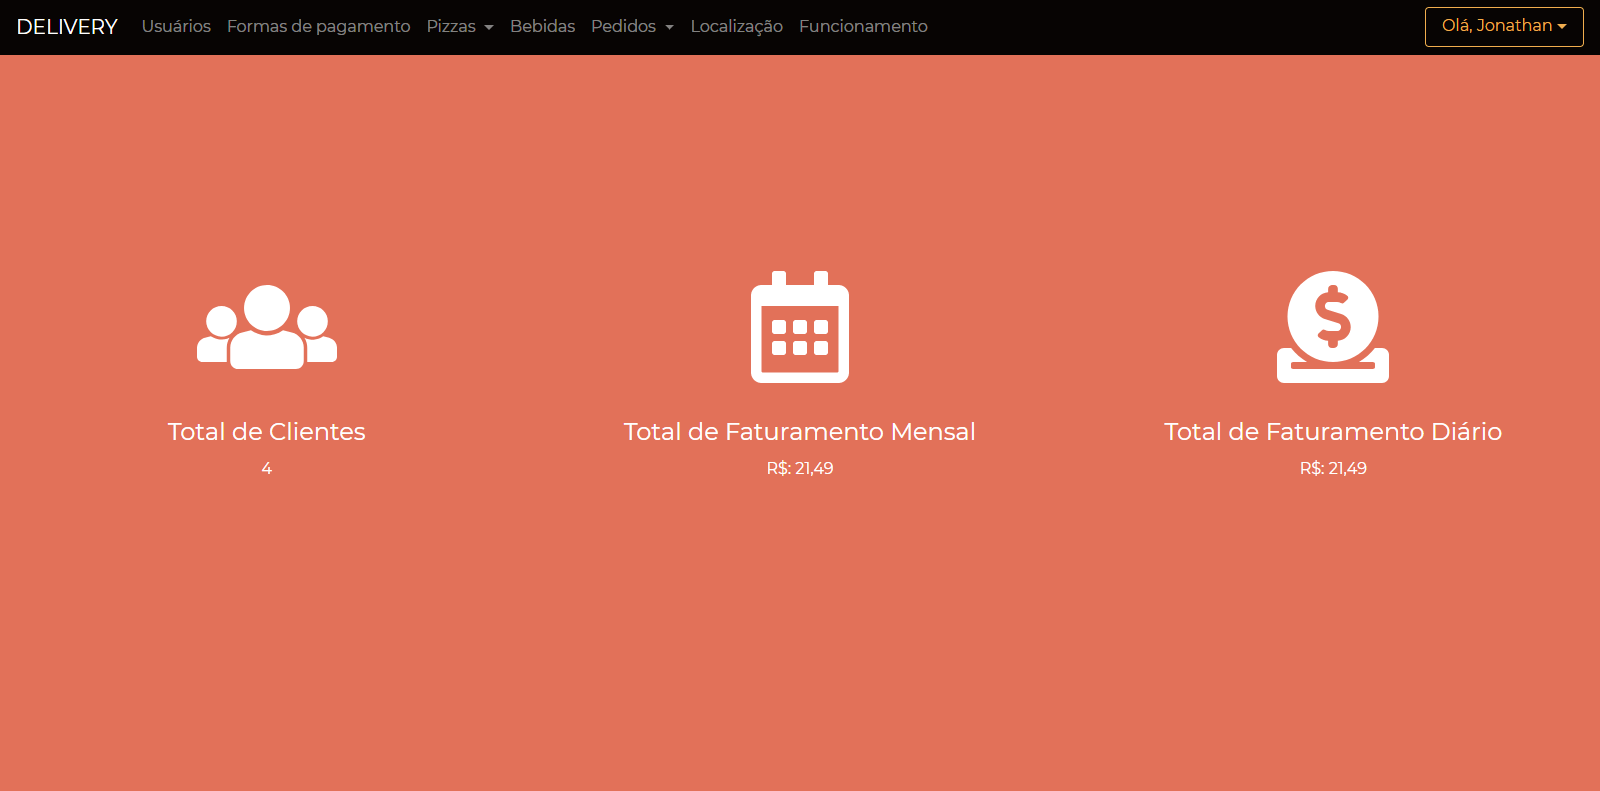 DELIVERY Usuários Formas de pagamento Pizzas Bebidas Pedidos Localização Funcionamento Olá, Jonathan
Total de Clientes
4
Total de Faturamento Mensal
R$: 21,49
Total de Faturamento Diário
R$: 21,49